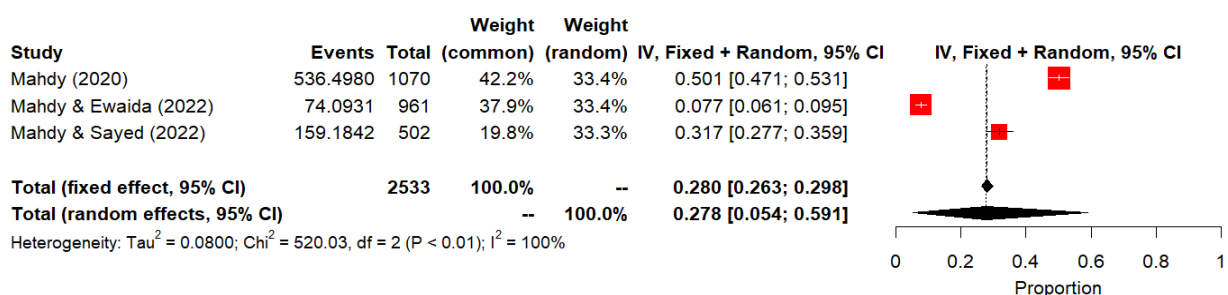 Weight Weight
Study Events Total (common) (random) IV, Fixed + Random, 95% CI IV, Fixed + Random, 95% CI
Mahdy (2020) 536.4980 1070 42.2% 33.4% 0.501 [0.471; 0.531]
Mahdy & Ewaida (2022) 74.0931 961 37.9% 33.4% 0.077 [0.061; 0.095]
Mahdy & Sayed (2022) 159.1842 502 19.8% 33.3% 0.317 [0.277; 0.359]
Total (fixed effect, 95% CI) 2533 100.0% -- 0.280 [0.263; 0.298]
Total (random effects, 95% CI) -- 100.0% 0.278 [0.054; 0.591]
Heterogeneity: Tau² = 0.0800; Chi² = 520.03, df = 2 (P < 0.01); I² = 100%
0 0.2 0.4 0.6 0.8 1
Proportion